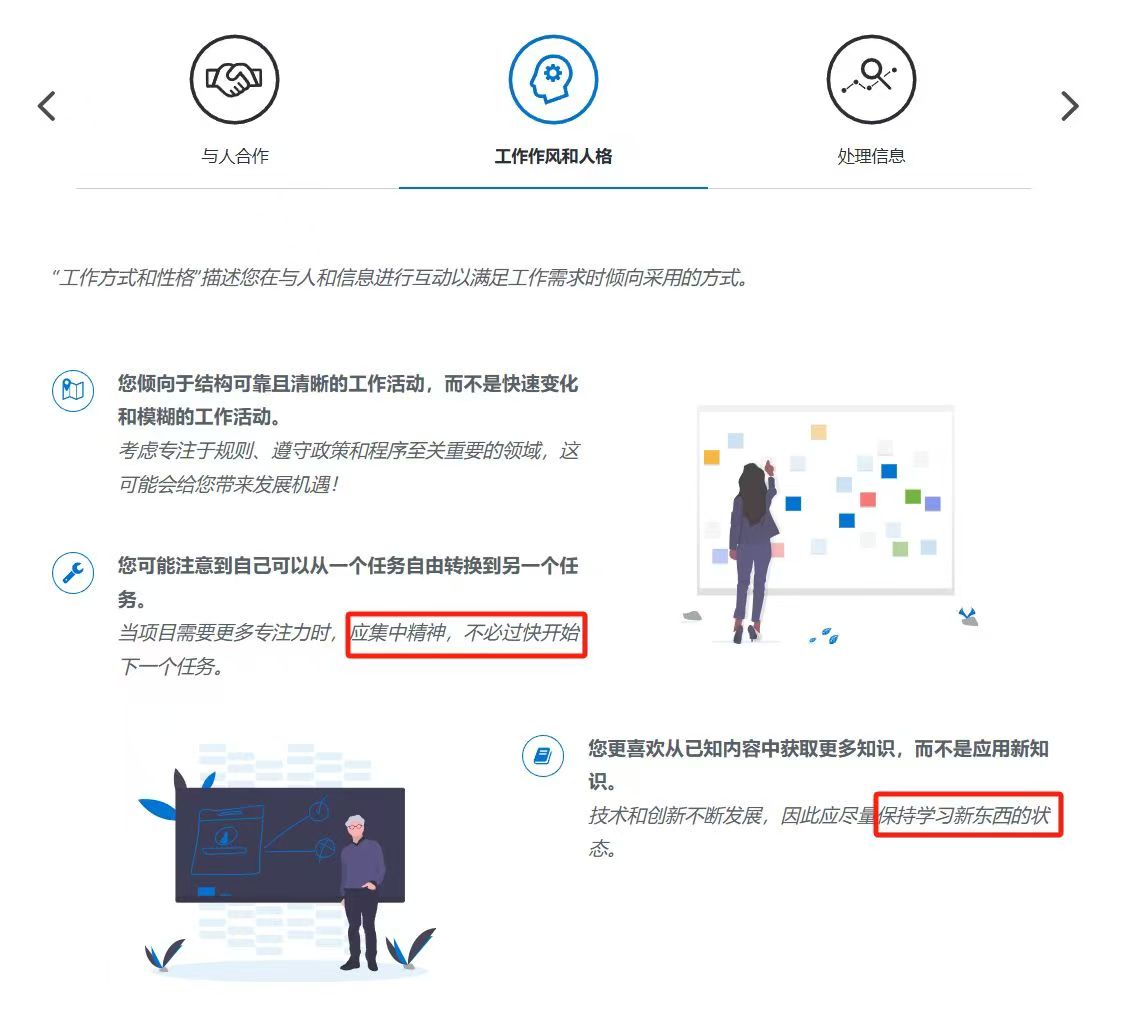 与人合作
工作作风和人格
处理信息
“工作方式和性格”描述您在与人和信息进行互动以满足工作需求时倾向采用的方式。
您倾向于结构可靠且清晰的工作活动，而不是快速变化
和模糊的工作活动。
考虑专注于规则、遵守政策和程序至关重要的领域，这
可能会给您带来发展机遇！
您可能注意到自己可以从一个任务自由转换到另一个任
务。
当项目需要更多专注力时，应集中精神，不必过快开始
下一个任务。
您更喜欢从已知内容中获取更多知识，而不是应用新知
识。
技术和创新不断发展，因此应尽量保持学习新东西的状
态。